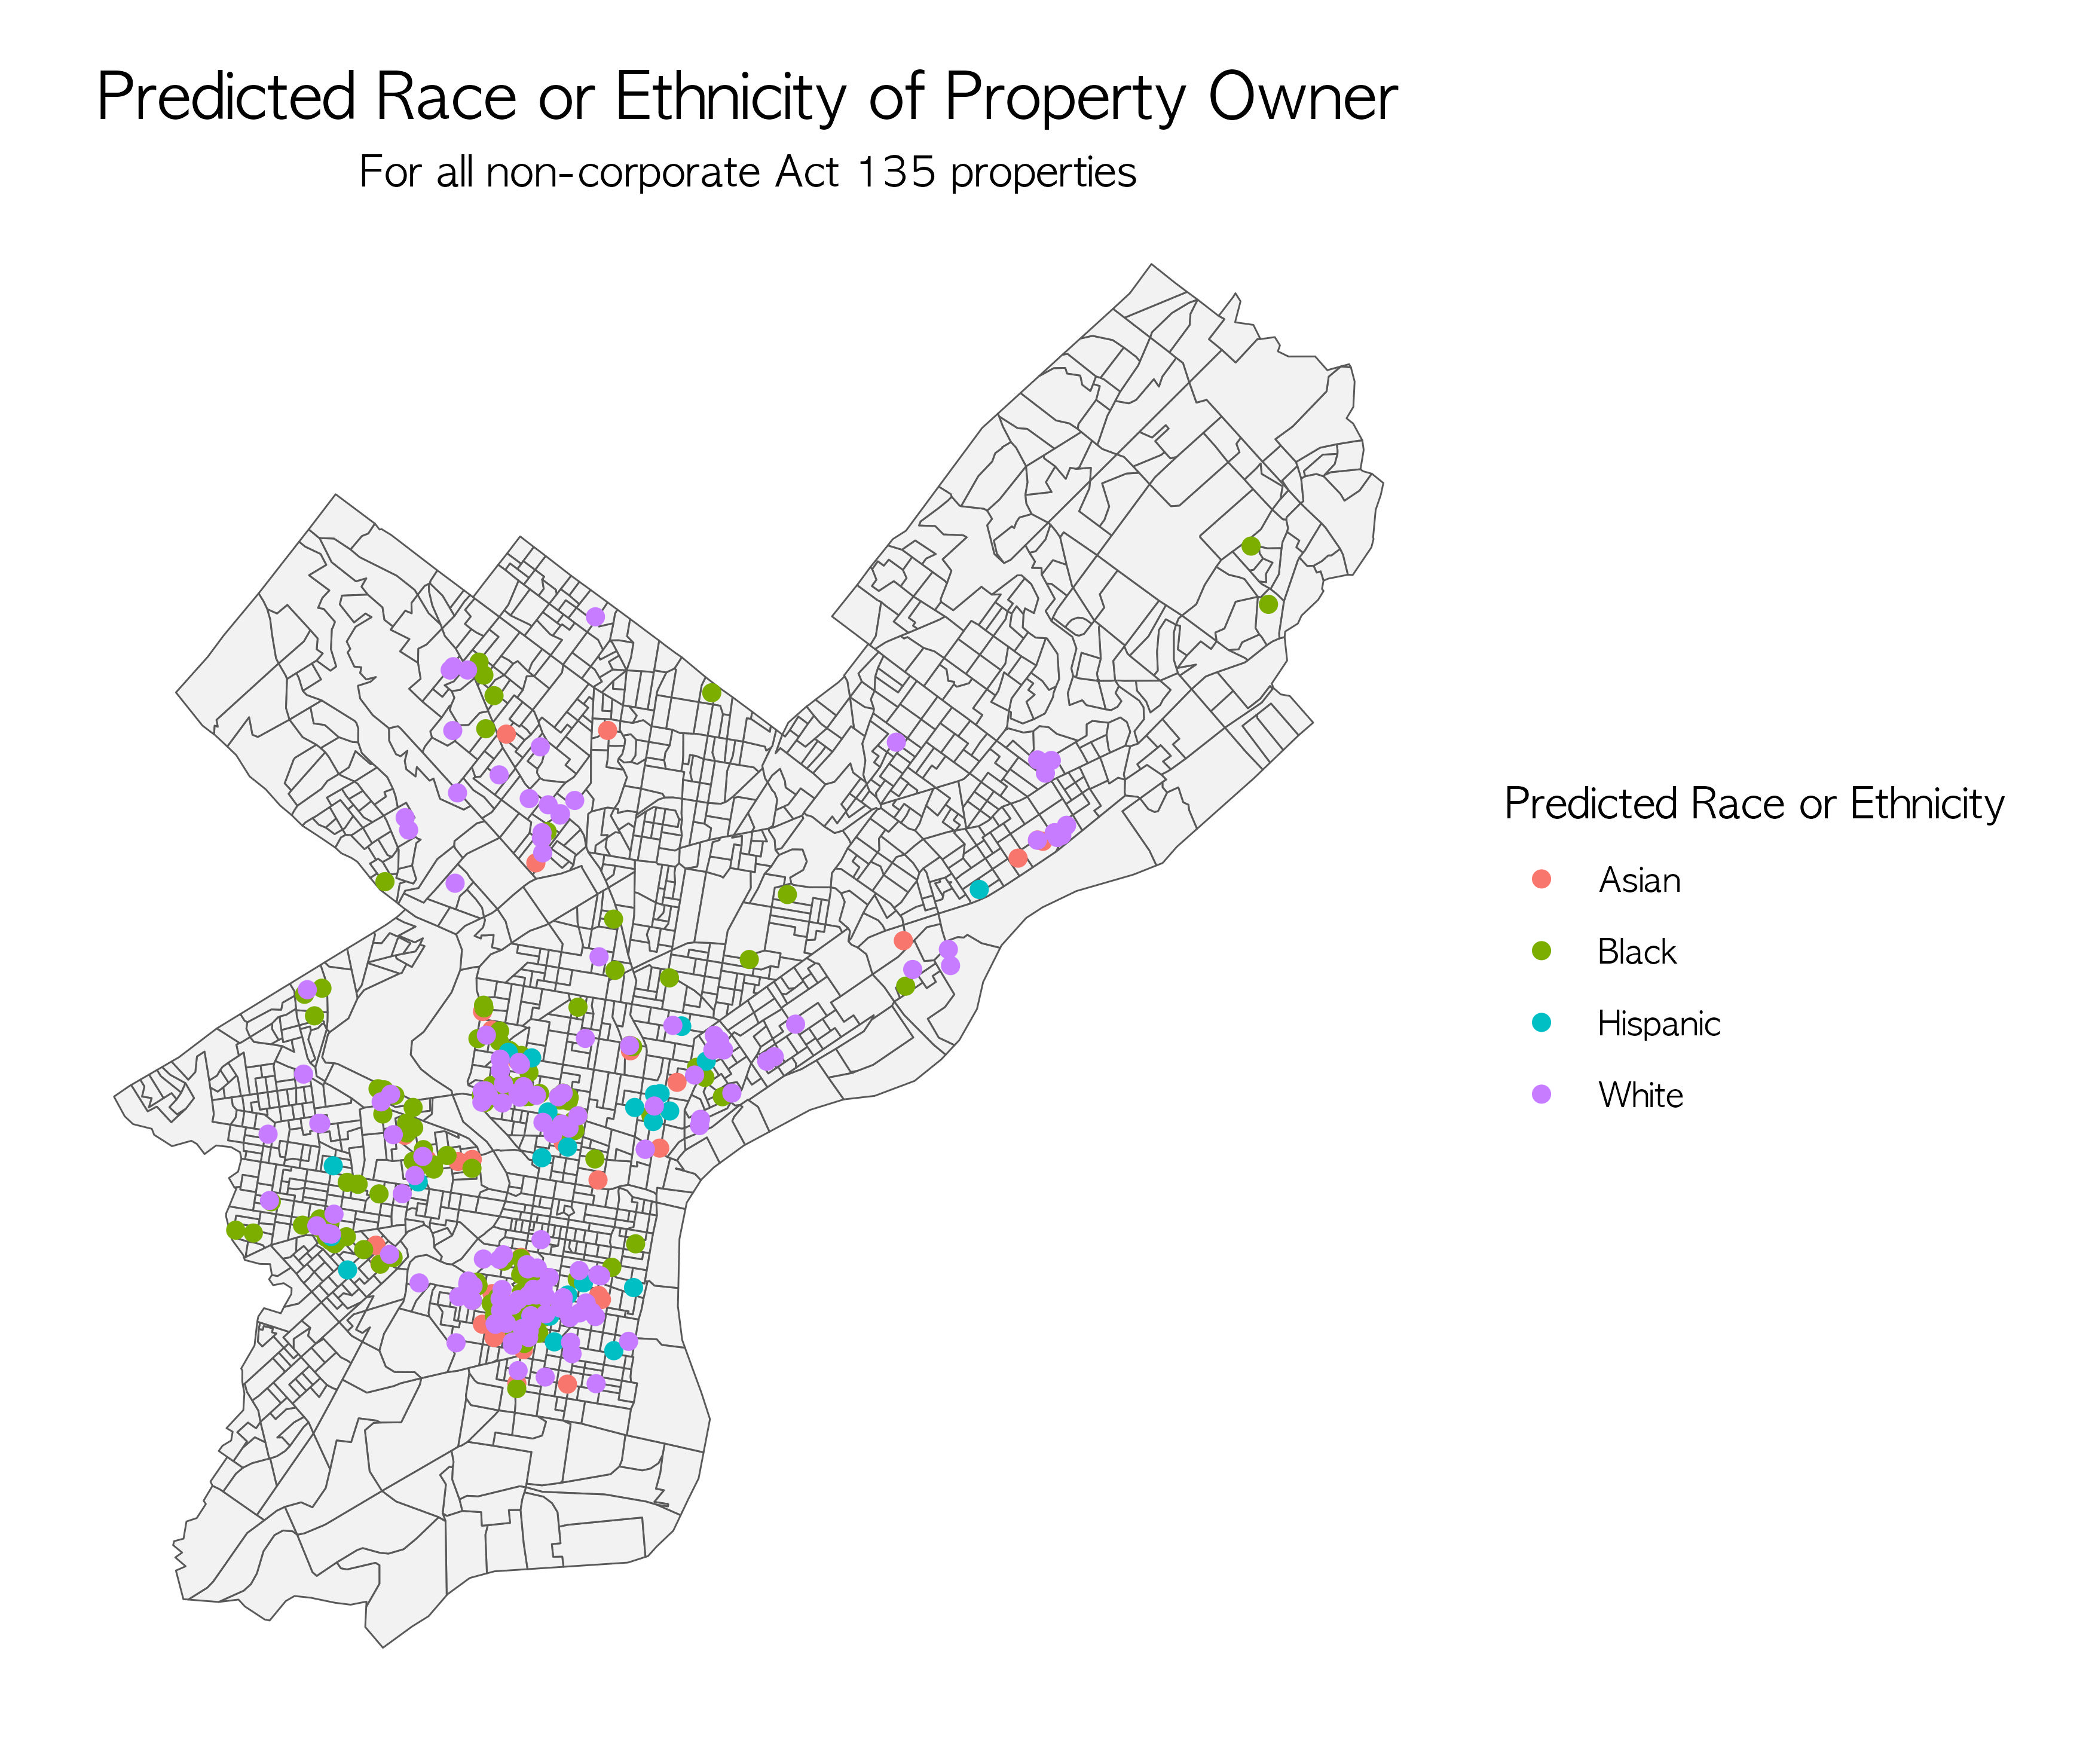 Predicted Race or Ethnicity of Property Owner
For all non-corporate Act 135 properties
Predicted Race or Ethnicity
Asian
Black
Hispanic
White